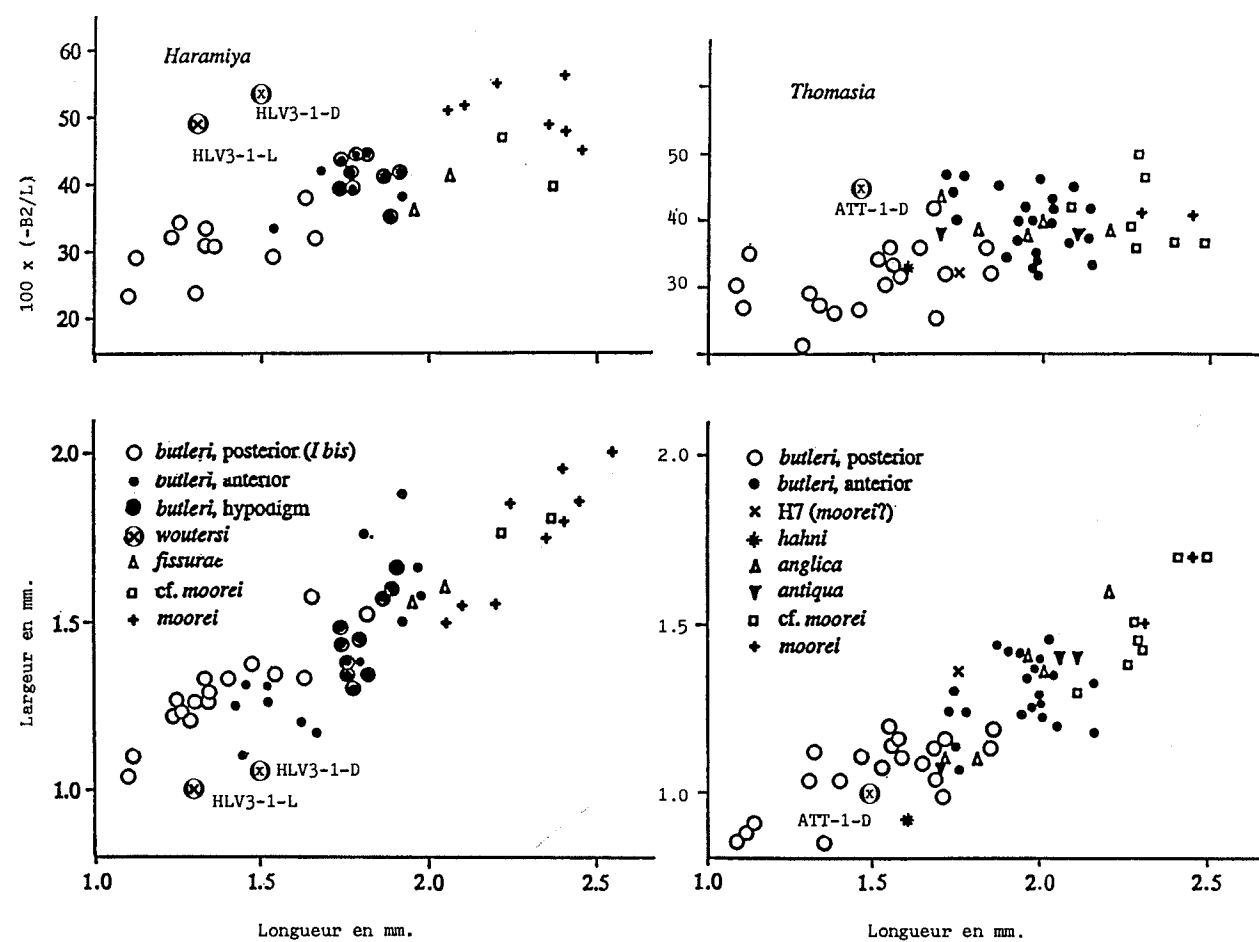 Haramiya
60
50
40
30
20
100 x (-B2/L)
HLV3-1-D
HLV3-1-L
Thomasia
50
40
30
ATT-1-D
2.0
1.5
1.0
Largeur en mm.
butleri, posterior (I bis)
butleri, anterior
butleri, hypodigm
woutersi
fissurae
cf. moorei
moorei
HLV3-1-D
HLV3-1-L
1.0 1.5 2.0 2.5
Longueur en mm.
2.0
1.5
1.0
butleri, posterior
butleri, anterior
H7 (moorei?)
hahni
anglica
antiqua
cf. moorei
moorei
ATT-1-D
1.0 1.5 2.0 2.5
Longueur en mm.